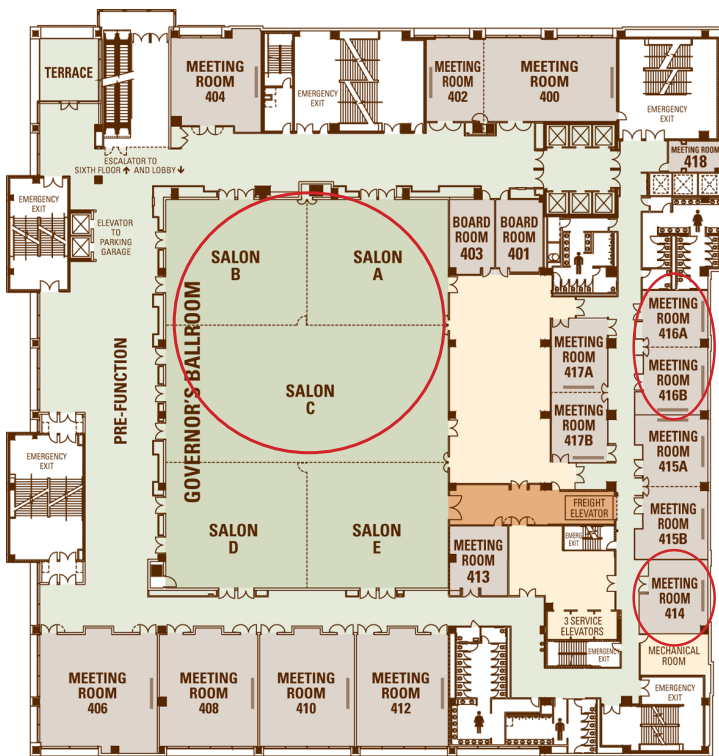 TERRACE
MEETING
ROOM
404
EMERGENCY
EXIT
MEETING
ROOM
402
MEETING
ROOM
400
EMERGENCY
EXIT
MEETING ROOM
418
ESCALATOR TO
SIXTH FLOOR ↑ AND LOBBY ↓
EMERGENCY
EXIT
ELEVATOR
TO
PARKING
GARAGE
SALON
B
SALON
A
BOARD
ROOM
403
BOARD
ROOM
401
MEETING
ROOM
416A
MEETING
ROOM
416B
MEETING
ROOM
417A
MEETING
ROOM
417B
PRE-FUNCTION
GOVERNOR'S BALLROOM
SALON
C
MEETING
ROOM
415A
MEETING
ROOM
415B
EMERGENCY
EXIT
FREIGHT
ELEVATOR
SALON
D
SALON
E
MEETING
ROOM
413
EMERG
EXIT
MEETING
ROOM
414
3 SERVICE
ELEVATORS
MECHANICAL
ROOM
EMERGENCY
EXIT
EMERGENCY
EXIT
MEETING
ROOM
406
MEETING
ROOM
408
MEETING
ROOM
410
MEETING
ROOM
412